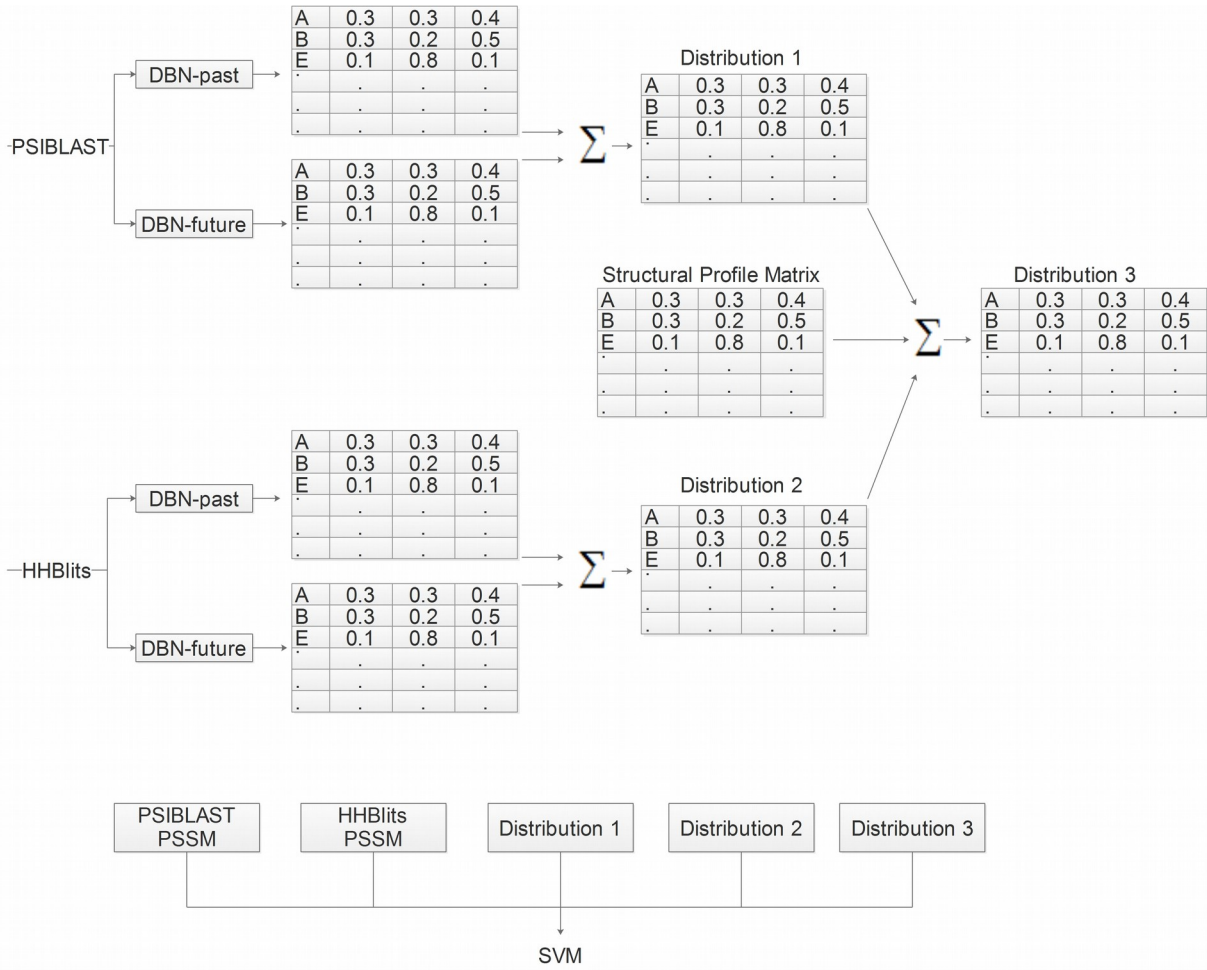 PSIBLAST
DBN-past
A 0.3 0.3 0.4
B 0.3 0.2 0.5
E 0.1 0.8 0.1
. . . .
. . . .
. . . .
DBN-future
A 0.3 0.3 0.4
B 0.3 0.2 0.5
E 0.1 0.8 0.1
. . . .
. . . .
. . . .
Σ
Distribution 1
A 0.3 0.3 0.4
B 0.3 0.2 0.5
E 0.1 0.8 0.1
. . . .
. . . .
. . . .
Structural Profile Matrix
A 0.3 0.3 0.4
B 0.3 0.2 0.5
E 0.1 0.8 0.1
. . . .
. . . .
. . . .
Σ
Distribution 3
A 0.3 0.3 0.4
B 0.3 0.2 0.5
E 0.1 0.8 0.1
. . . .
. . . .
. . . .
HHBlits
DBN-past
A 0.3 0.3 0.4
B 0.3 0.2 0.5
E 0.1 0.8 0.1
. . . .
. . . .
. . . .
DBN-future
A 0.3 0.3 0.4
B 0.3 0.2 0.5
E 0.1 0.8 0.1
. . . .
. . . .
. . . .
Σ
Distribution 2
A 0.3 0.3 0.4
B 0.3 0.2 0.5
E 0.1 0.8 0.1
. . . .
. . . .
. . . .
PSIBLAST
PSSM
HHBlits
PSSM
Distribution 1
Distribution 2
Distribution 3
SVM